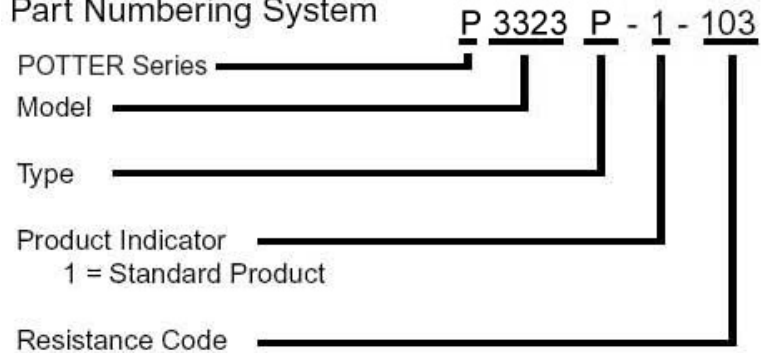 Part Numbering System
P 3323 P - 1 - 103
POTTER Series
Model
Type
Product Indicator
1 = Standard Product
Resistance Code